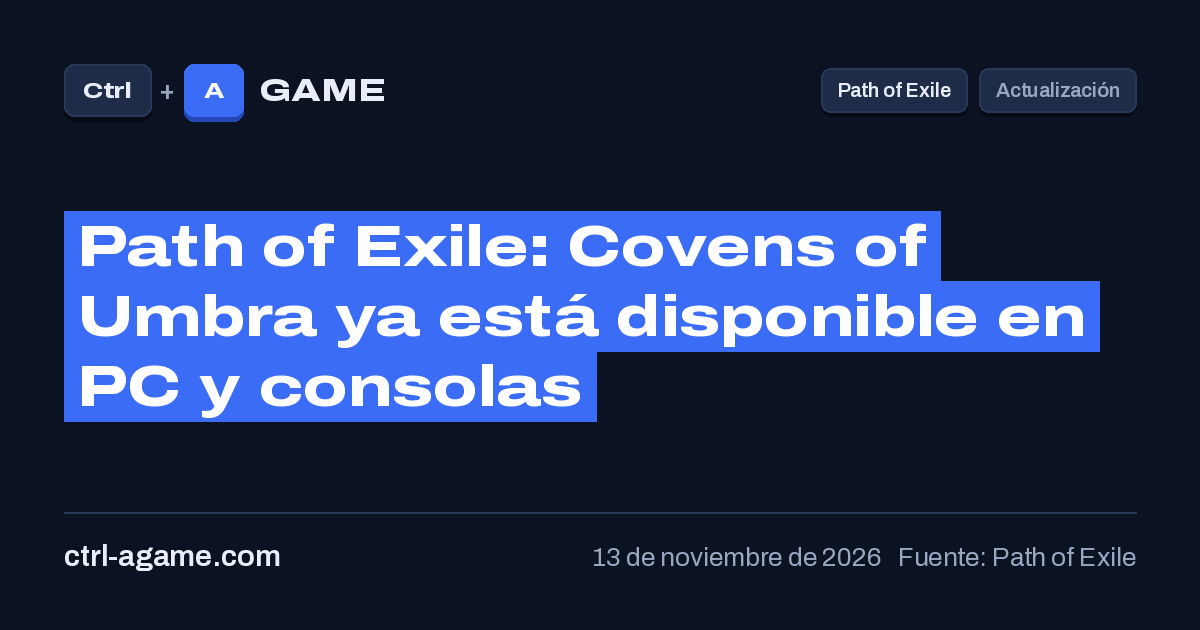 Ctrl + A GAME
Path of Exile
Actualización
Path of Exile: Covens of
Umbra ya está disponible en
PC y consolas
ctrl-agame.com
13 de noviembre de 2026 Fuente: Path of Exile